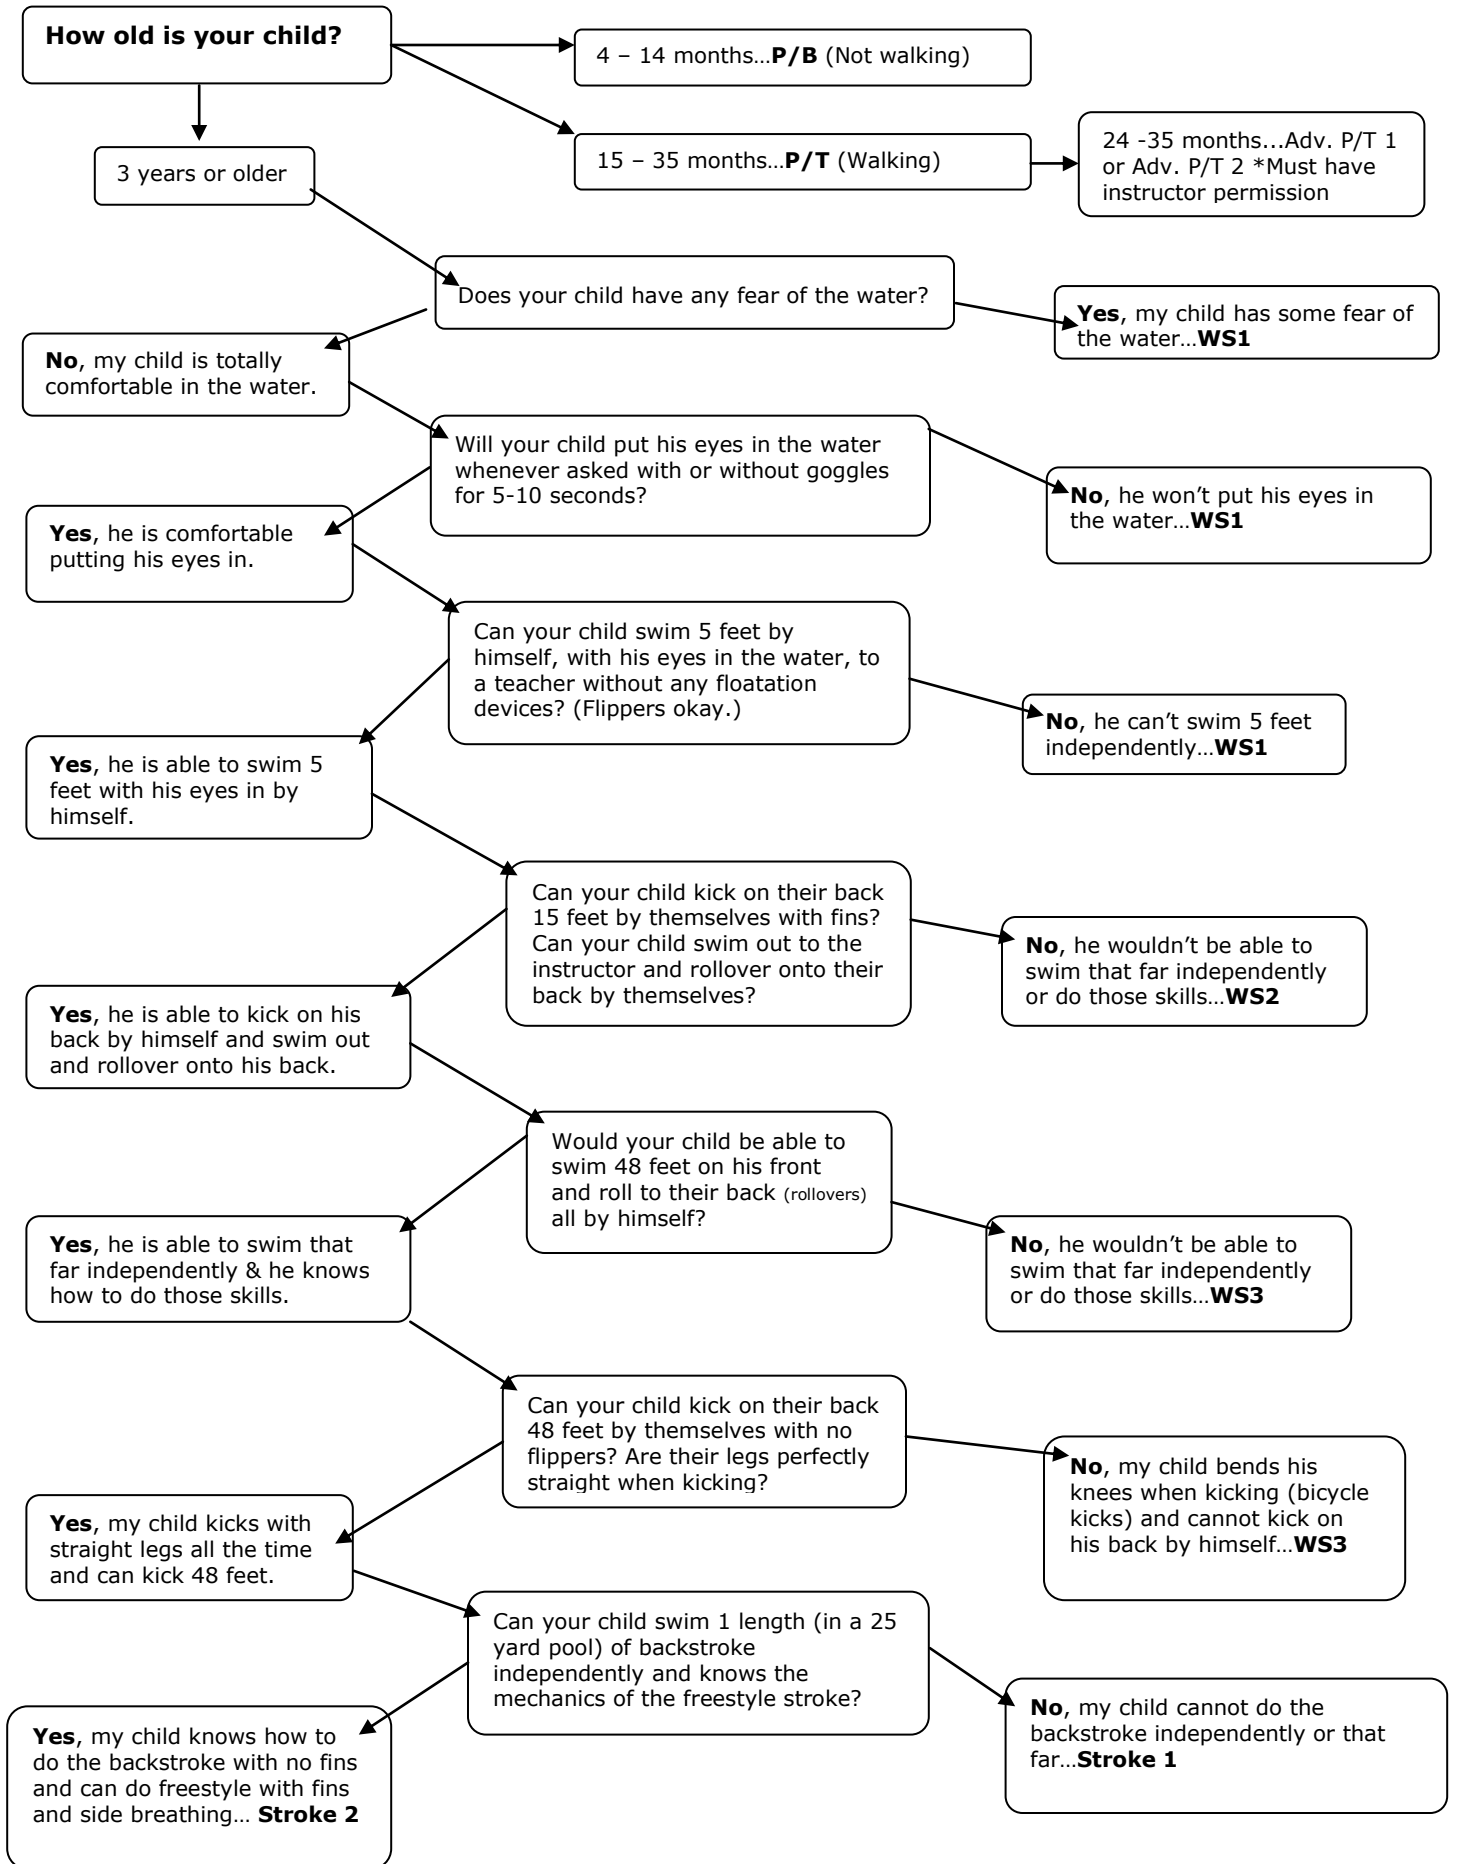 How old is your child?
4 – 14 months…P/B (Not walking)
15 – 35 months…P/T (Walking)
24 -35 months...Adv. P/T 1
or Adv. P/T 2 *Must have
instructor permission
3 years or older
Does your child have any fear of the water?
Yes, my child has some fear of
the water…WS1
No, my child is totally
comfortable in the water.
Will your child put his eyes in the water
whenever asked with or without goggles
for 5-10 seconds?
No, he won’t put his eyes in
the water…WS1
Yes, he is comfortable
putting his eyes in.
Can your child swim 5 feet by
himself, with his eyes in the water, to
a teacher without any floatation
devices? (Flippers okay.)
No, he can’t swim 5 feet
independently…WS1
Yes, he is able to swim 5
feet with his eyes in by
himself.
Can your child kick on their back
15 feet by themselves with fins?
Can your child swim out to the
instructor and rollover onto their
back by themselves?
No, he wouldn’t be able to
swim that far independently
or do those skills…WS2
Yes, he is able to kick on his
back by himself and swim out
and rollover onto his back.
Would your child be able to
swim 48 feet on his front
and roll to their back (rollovers)
all by himself?
No, he wouldn’t be able to
swim that far independently
or do those skills…WS3
Yes, he is able to swim that
far independently & he knows
how to do those skills.
Can your child kick on their back
48 feet by themselves with no
flippers? Are their legs perfectly
straight when kicking?
No, my child bends his
knees when kicking (bicycle
kicks) and cannot kick on
his back by himself…WS3
Yes, my child kicks with
straight legs all the time
and can kick 48 feet.
Can your child swim 1 length (in a 25
yard pool) of backstroke
independently and knows the
mechanics of the freestyle stroke?
No, my child cannot do the
backstroke independently or that
far…Stroke 1
Yes, my child knows how to
do the backstroke with no fins
and can do freestyle with fins
and side breathing… Stroke 2